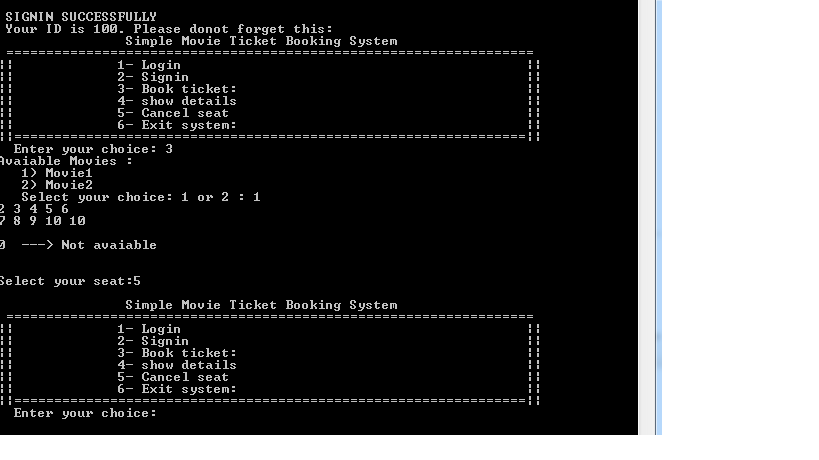 SIGNIN SUCCESSFULLY
Your ID is 100. Please donot forget this:
Simple Movie Ticket Booking System
==================================================================
|| 1- Login ||
|| 2- Signin ||
|| 3- Book ticket: ||
|| 4- show details ||
|| 5- Cancel seat ||
|| 6- Exit system: ||
||================================================================||
Enter your choice: 3
Avaiable Movies :
1) Movie1
2) Movie2
Select your choice: 1 or 2 : 1
2 3 4 5 6
7 8 9 10 10
0 ---> Not avaiable
Select your seat:5
Simple Movie Ticket Booking System
==================================================================
|| 1- Login ||
|| 2- Signin ||
|| 3- Book ticket: ||
|| 4- show details ||
|| 5- Cancel seat ||
|| 6- Exit system: ||
||================================================================||
Enter your choice: